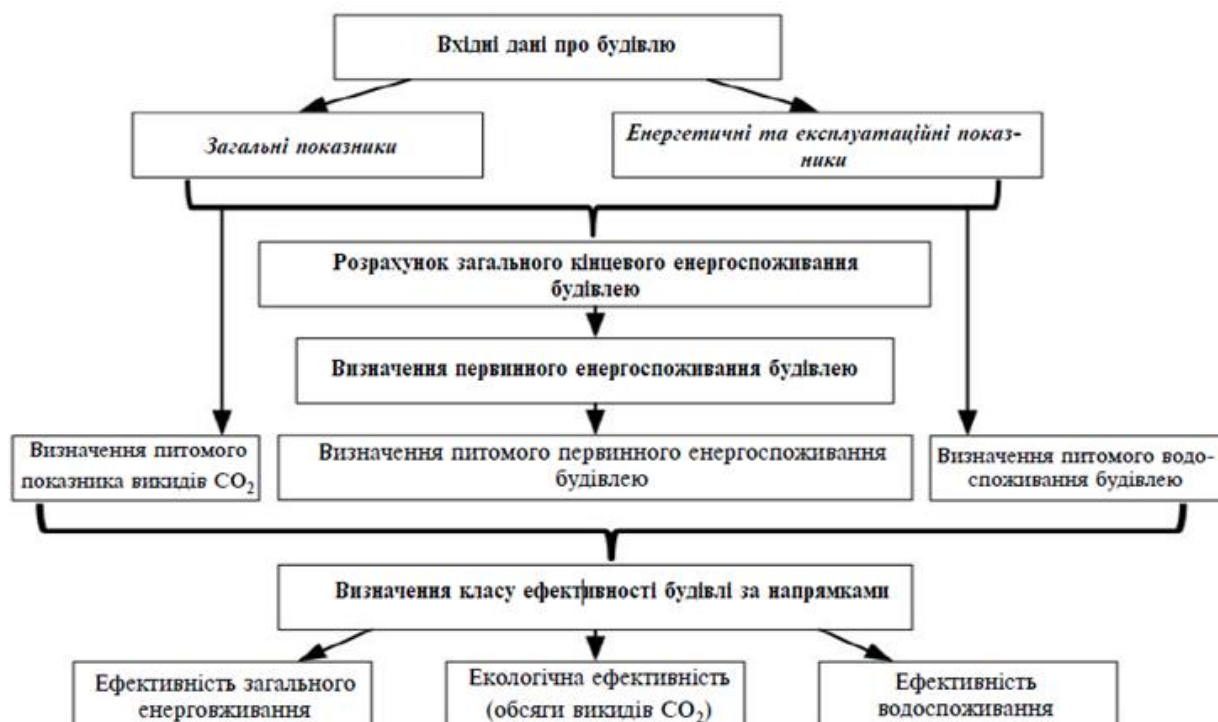 Вхідні дані про будівлю
Загальні показники
Енергетичні та експлуатаційні показ-
ники
Розрахунок загального кінцевого енергоспоживання
будівлею
Визначення первинного енергоспоживання будівлею
Визначення питомого
показника викидів CO₂
Визначення питомого первинного енергоспоживання
будівлею
Визначення питомого водо-
споживання будівлею
Визначення класу ефективності будівлі за напрямками
Ефективність загального
енерговживання
Екологічна ефективність
(обсяги викидів CO₂)
Ефективність
водоспоживання